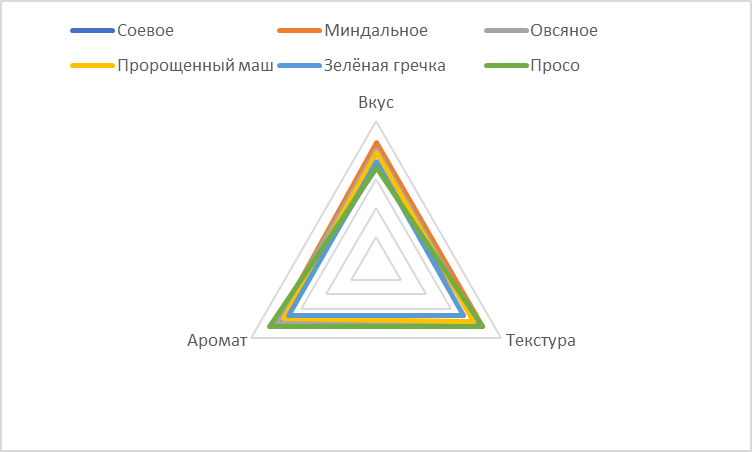 Соевое Миндальное Овсяное
Пророщенный маш Зелёная гречка Просо
Вкус
Аромат Текстура